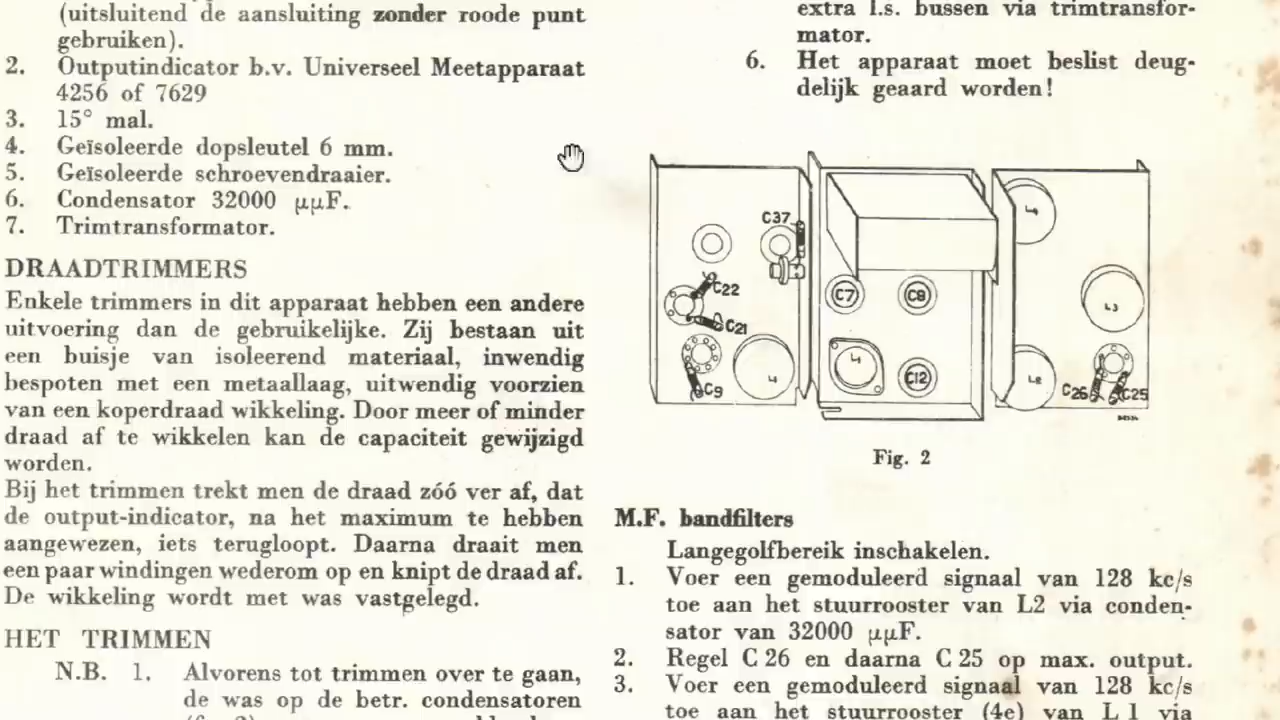 (uitsluitend de aansluiting zonder roode punt
gebruiken).
2. Outputindicator b.v. Universeel Meetapparaat
4256 of 7629
3. 15° mal.
4. Geïsoleerde dopsleutel 6 mm.
5. Geïsoleerde schroevendraaier.
6. Condensator 32000 μμF.
7. Trimtransformator.
DRAADTRIMMERS
Enkele trimmers in dit apparaat hebben een andere
uitvoering dan de gebruikelijke. Zij bestaan uit
een buisje van isoleerend materiaal, inwendig
bespoten met een metaallaag, uitwendig voorzien
van een koperdraad wikkeling. Door meer of minder
draad af te wikkelen kan de capaciteit gewijzigd
worden.
Bij het trimmen trekt men de draad zóó ver af, dat
de output-indicator, na het maximum te hebben
aangewezen, iets terugloopt. Daarna draait men
een paar windingen wederom op en knipt de draad af.
De wikkeling wordt met was vastgelegd.
HET TRIMMEN
N.B. 1. Alvorens tot trimmen over te gaan,
de was op de betr. condensatoren
extra l.s. bussen via trimtransfor-
mator.
6. Het apparaat moet beslist deug-
delijk geaard worden!
C37
C22
C21
C9
L4
C7
C8
L1
C12
L3
L2
C26
C25
Fig. 2
M.F. bandfilters
Langegolfbereik inschakelen.
1. Voer een gemoduleerd signaal van 128 kc/s
toe aan het stuurrooster van L2 via conden-
sator van 32000 μμF.
2. Regel C 26 en daarna C 25 op max. output.
3. Voer een gemoduleerd signaal van 128 kc/s
toe aan het stuurrooster (4e) van L 1 via